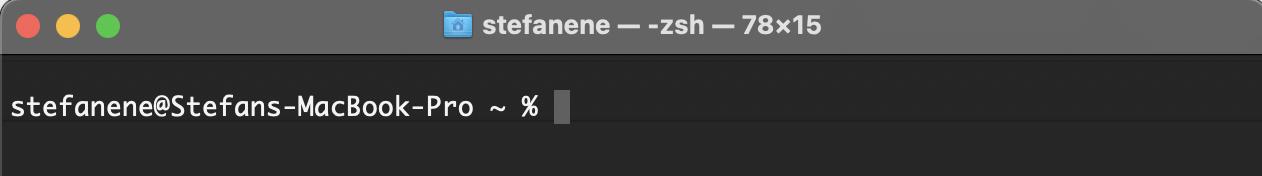 stefanene — -zsh — 78×15
stefanene@Stefans-MacBook-Pro ~ %